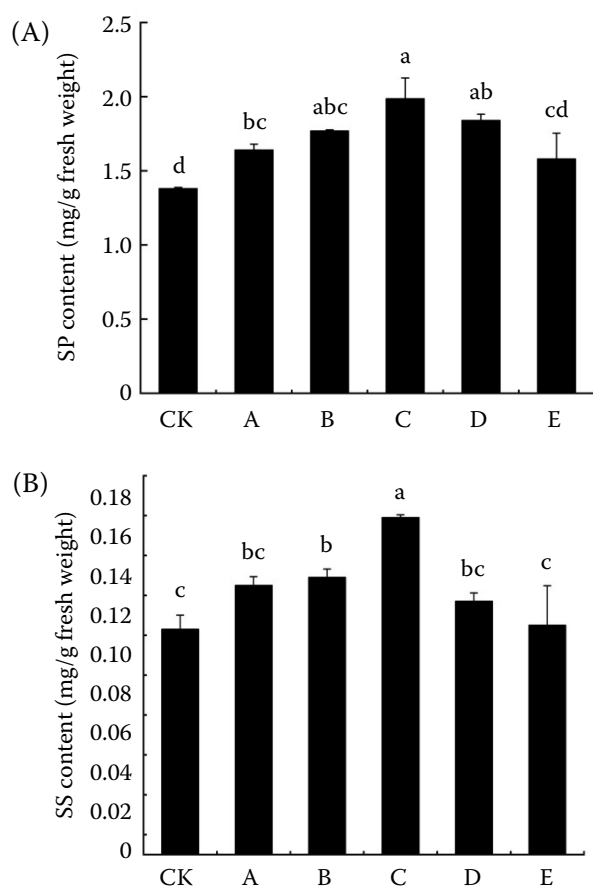 (A)
SP content (mg/g fresh weight)
2.5
2.0
1.5
1.0
0.5
0
d
bc
abc
a
ab
cd
CK A B C D E
(B)
SS content (mg/g fresh weight)
0.18
0.16
0.14
0.12
0.10
0.08
0.06
0.04
0.02
0
c
bc
b
a
bc
c
CK A B C D E